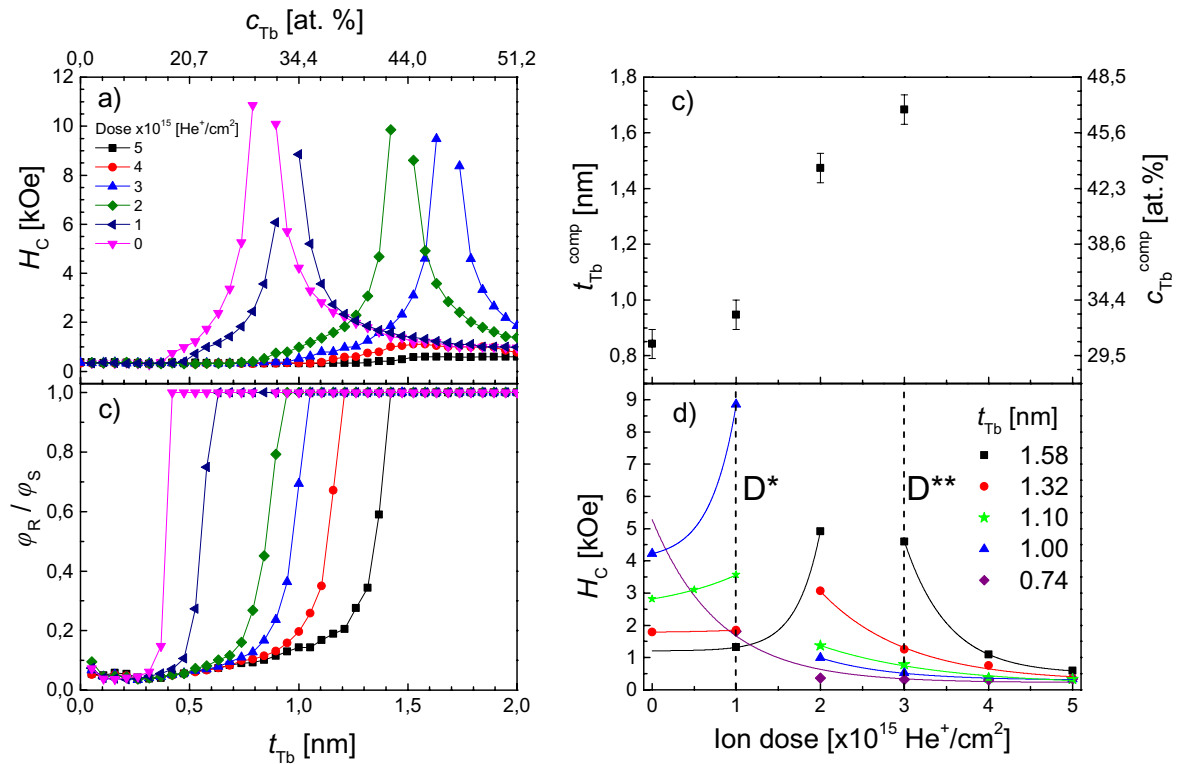 c_Tb [at. %]
0,0 20,7 34,4 44,0 51,2
a)
Dose x10^15 [He^+/cm^2]
5
4
3
2
1
0
12
10
8
6
4
2
0
H_C [kOe]
c)
1,0
0,8
0,6
0,4
0,2
0,0
φ_R / φ_S
0,0 0,5 1,0 1,5 2,0
t_Tb [nm]
c)
1,8
1,6
1,4
1,2
1,0
0,8
t_Tb^comp [nm]
48,5
45,6
42,3
38,6
34,4
29,5
c_Tb^comp [at.%]
d)
D*
D**
t_Tb [nm]
1.58
1.32
1.10
1.00
0.74
9
8
7
6
5
4
3
2
1
0
H_C [kOe]
0 1 2 3 4 5
Ion dose [x10^15 He^+/cm^2]